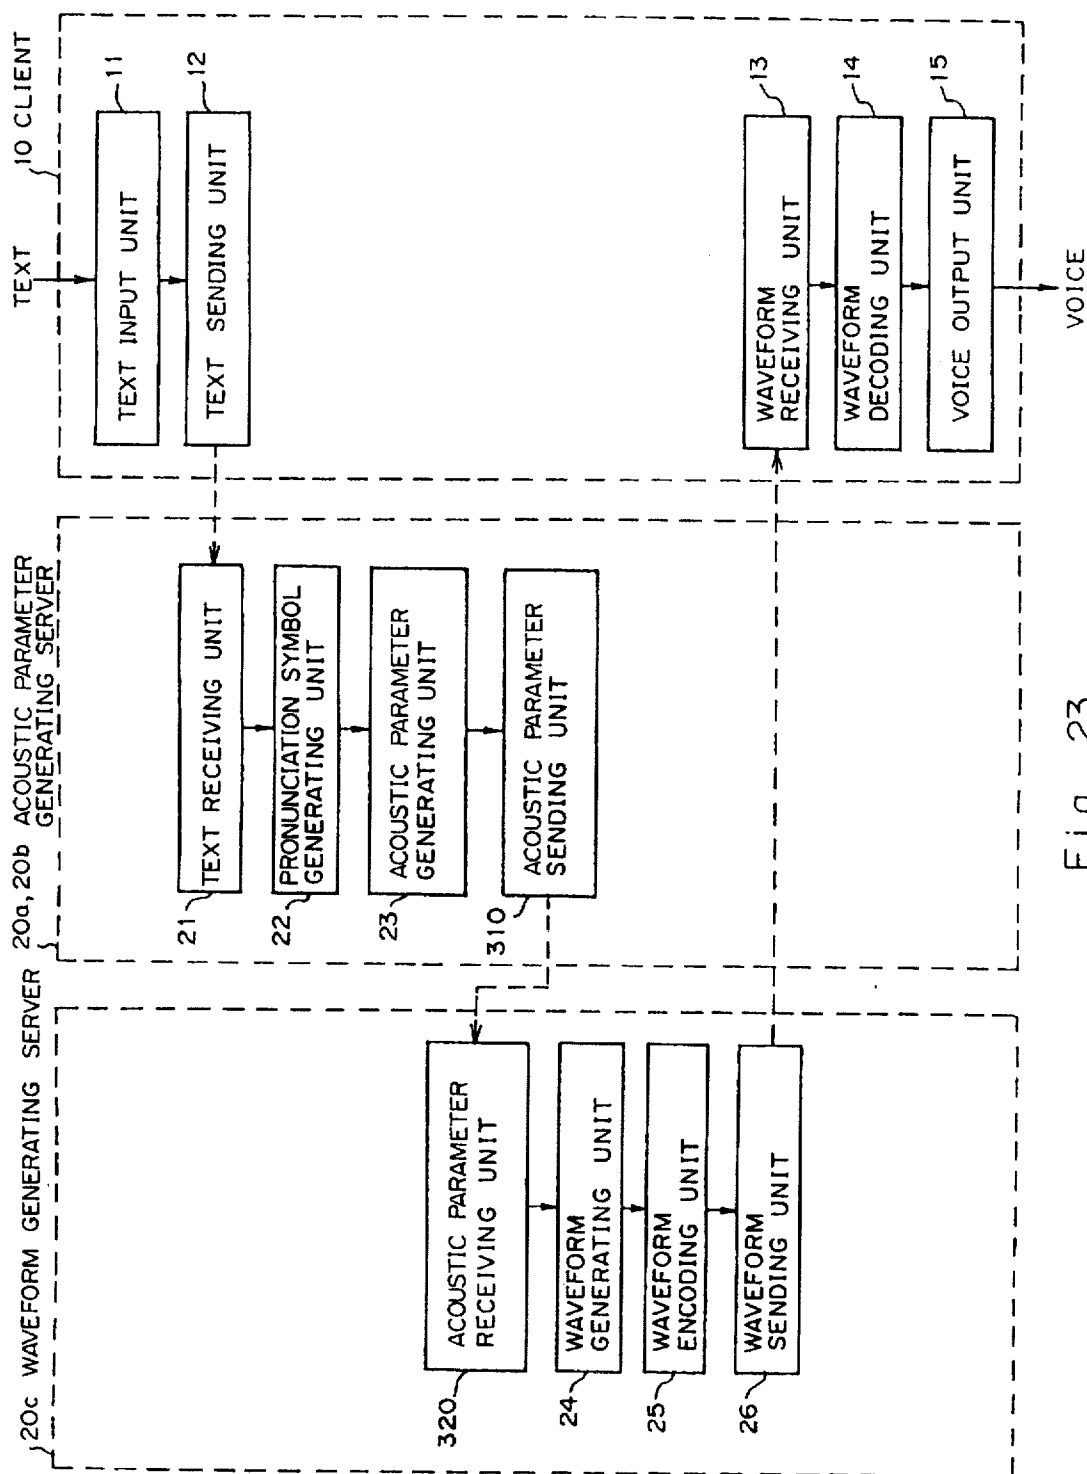 20c WAVEFORM GENERATING SERVER
320
ACOUSTIC PARAMETER
RECEIVING UNIT
24
WAVEFORM
GENERATING UNIT
25
WAVEFORM
ENCODING UNIT
26
WAVEFORM
SENDING UNIT
20a, 20b ACOUSTIC PARAMETER
GENERATING SERVER
21
TEXT RECEIVING UNIT
22
PRONUNCIATION SYMBOL
GENERATING UNIT
23
ACOUSTIC PARAMETER
GENERATING UNIT
310
ACOUSTIC PARAMETER
SENDING UNIT
TEXT
10 CLIENT
TEXT INPUT UNIT
11
TEXT SENDING UNIT
12
WAVEFORM
RECEIVING UNIT
13
WAVEFORM
DECODING UNIT
14
VOICE OUTPUT UNIT
15
VOICE
Fig. 23